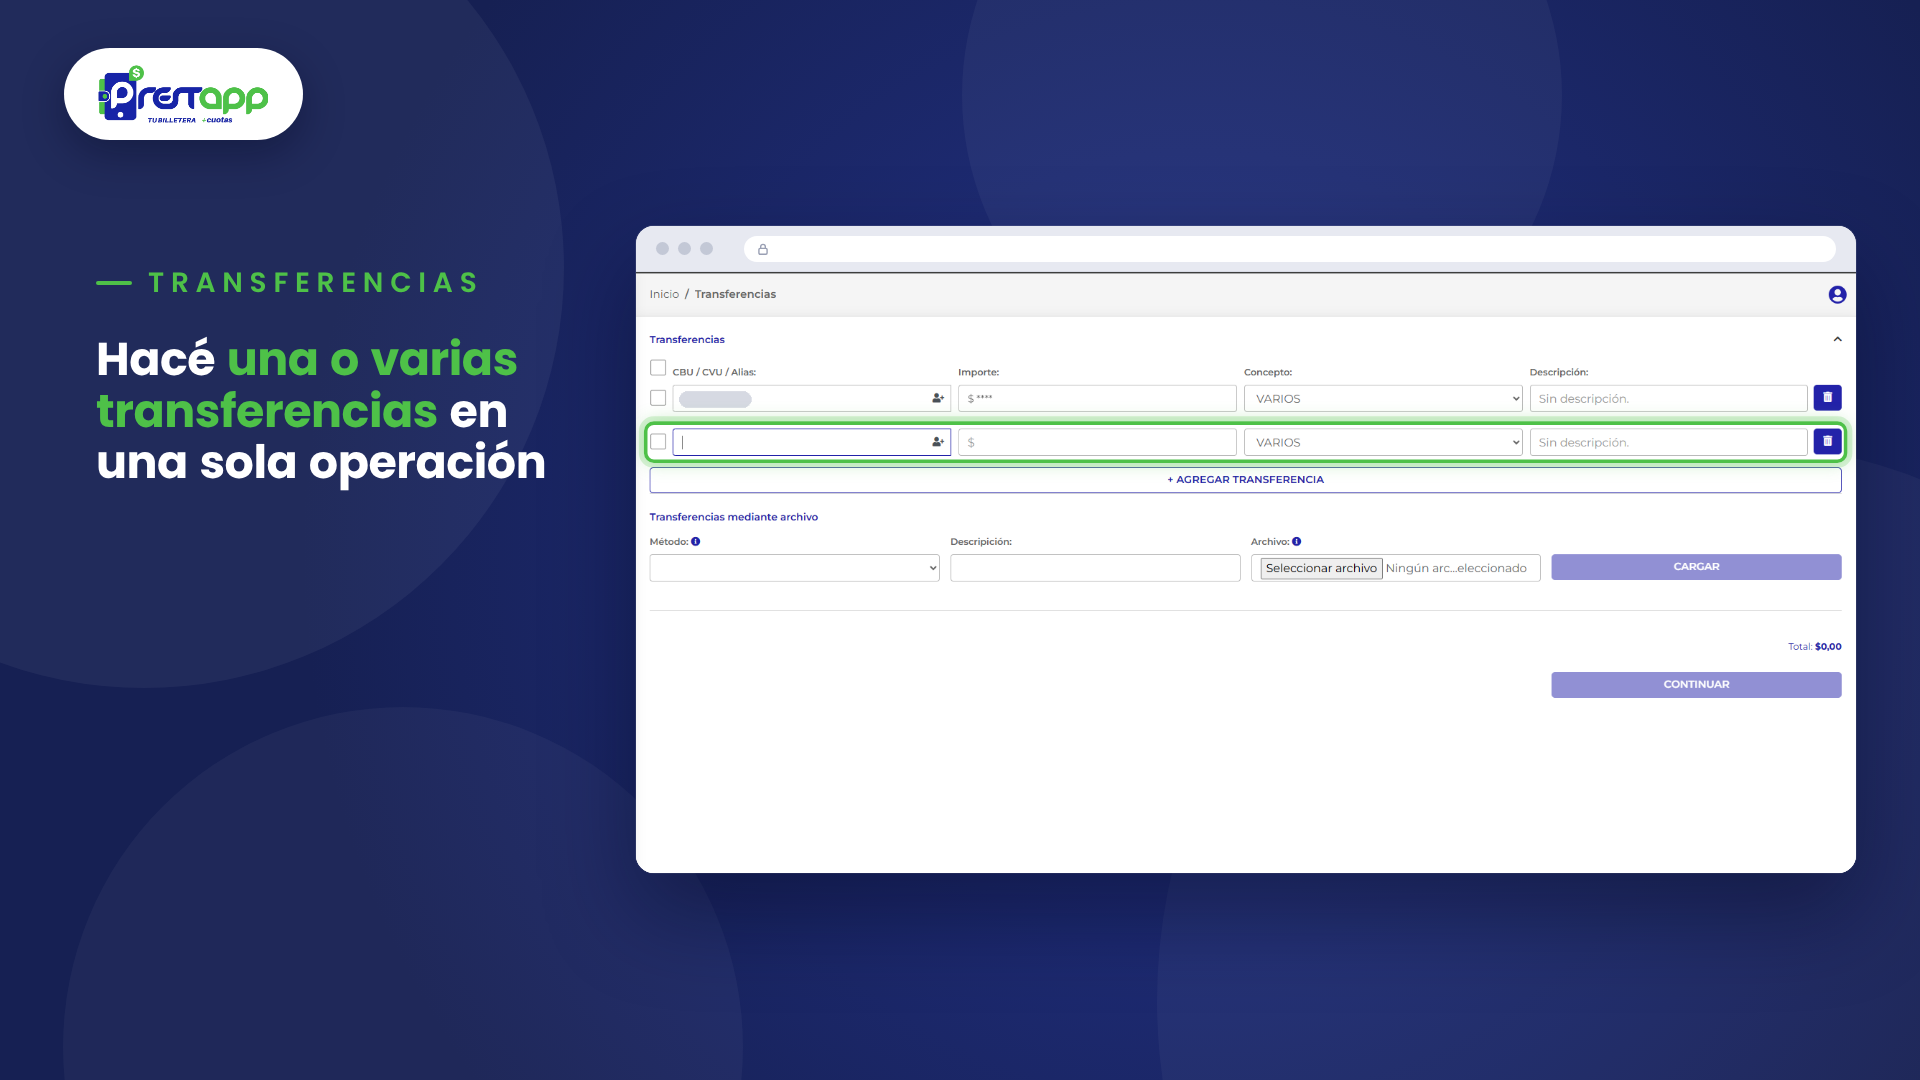 $
Prestapp
TU BILLETERA +cuotas
TRANSFERENCIAS
Hacé una o varias
transferencias en
una sola operación
Inicio / Transferencias
Transferencias
CBU / CVU / Alias: Importe: Concepto: Descripción:
$ **** VARIOS Sin descripción.
$ VARIOS Sin descripción.
+ AGREGAR TRANSFERENCIA
Transferencias mediante archivo
Método: Descripición: Archivo:
Seleccionar archivo Ningún arc...eleccionado CARGAR
Total: $0,00
CONTINUAR